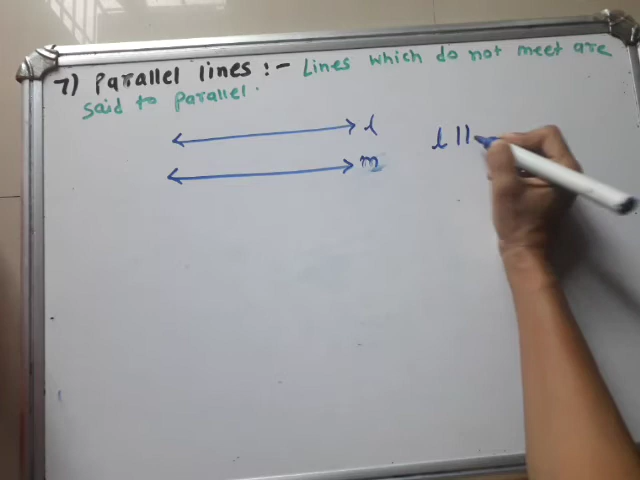 7) Parallel lines :- Lines which do not meet are
said to parallel.
l
m
l ||